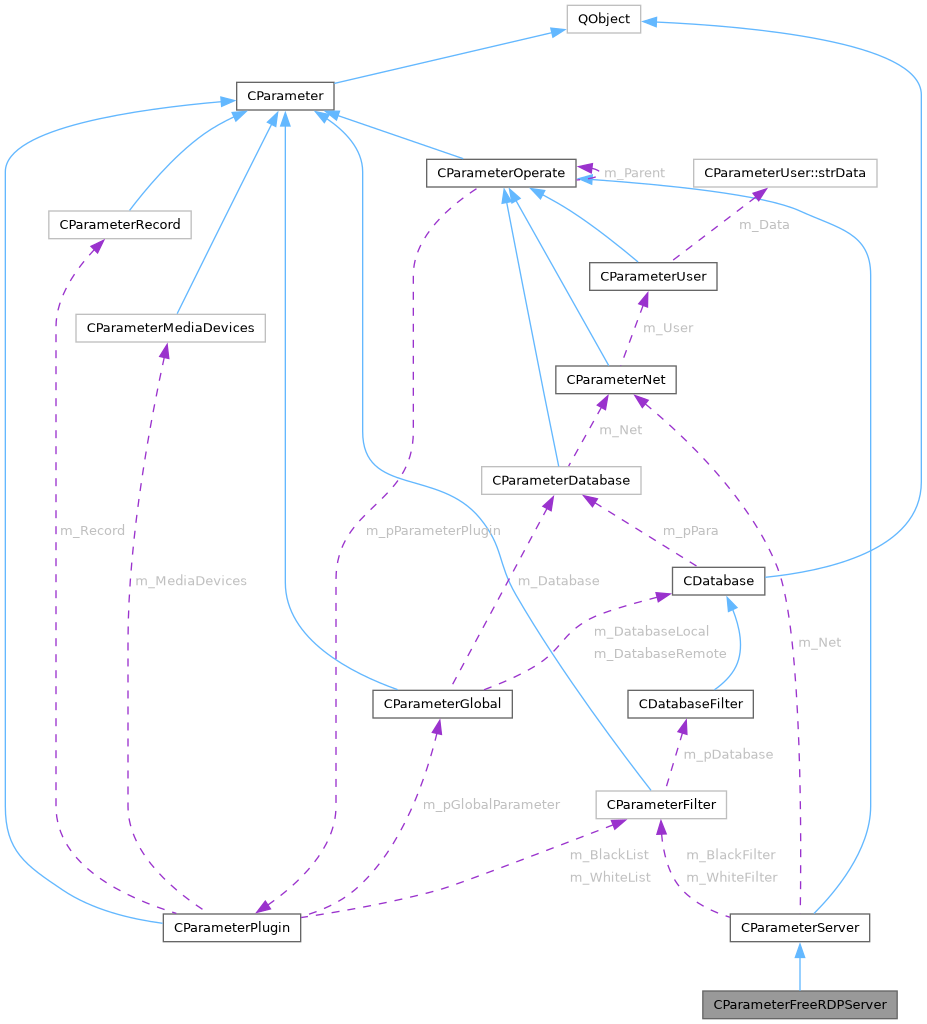 QObject
CParameter
CParameterOperate
m_Parent
CParameterUser::strData
CParameterRecord
m_Data
CParameterUser
CParameterMediaDevices
m_User
CParameterNet
m_Net
CParameterDatabase
m_Record
m_pParameterPlugin
m_pPara
m_MediaDevices
m_Database
CDatabase
m_DatabaseLocal
m_DatabaseRemote
m_Net
CParameterGlobal
CDatabaseFilter
m_pDatabase
m_pGlobalParameter
CParameterFilter
m_BlackList
m_WhiteList
m_BlackFilter
m_WhiteFilter
CParameterPlugin
CParameterServer
CParameterFreeRDPServer